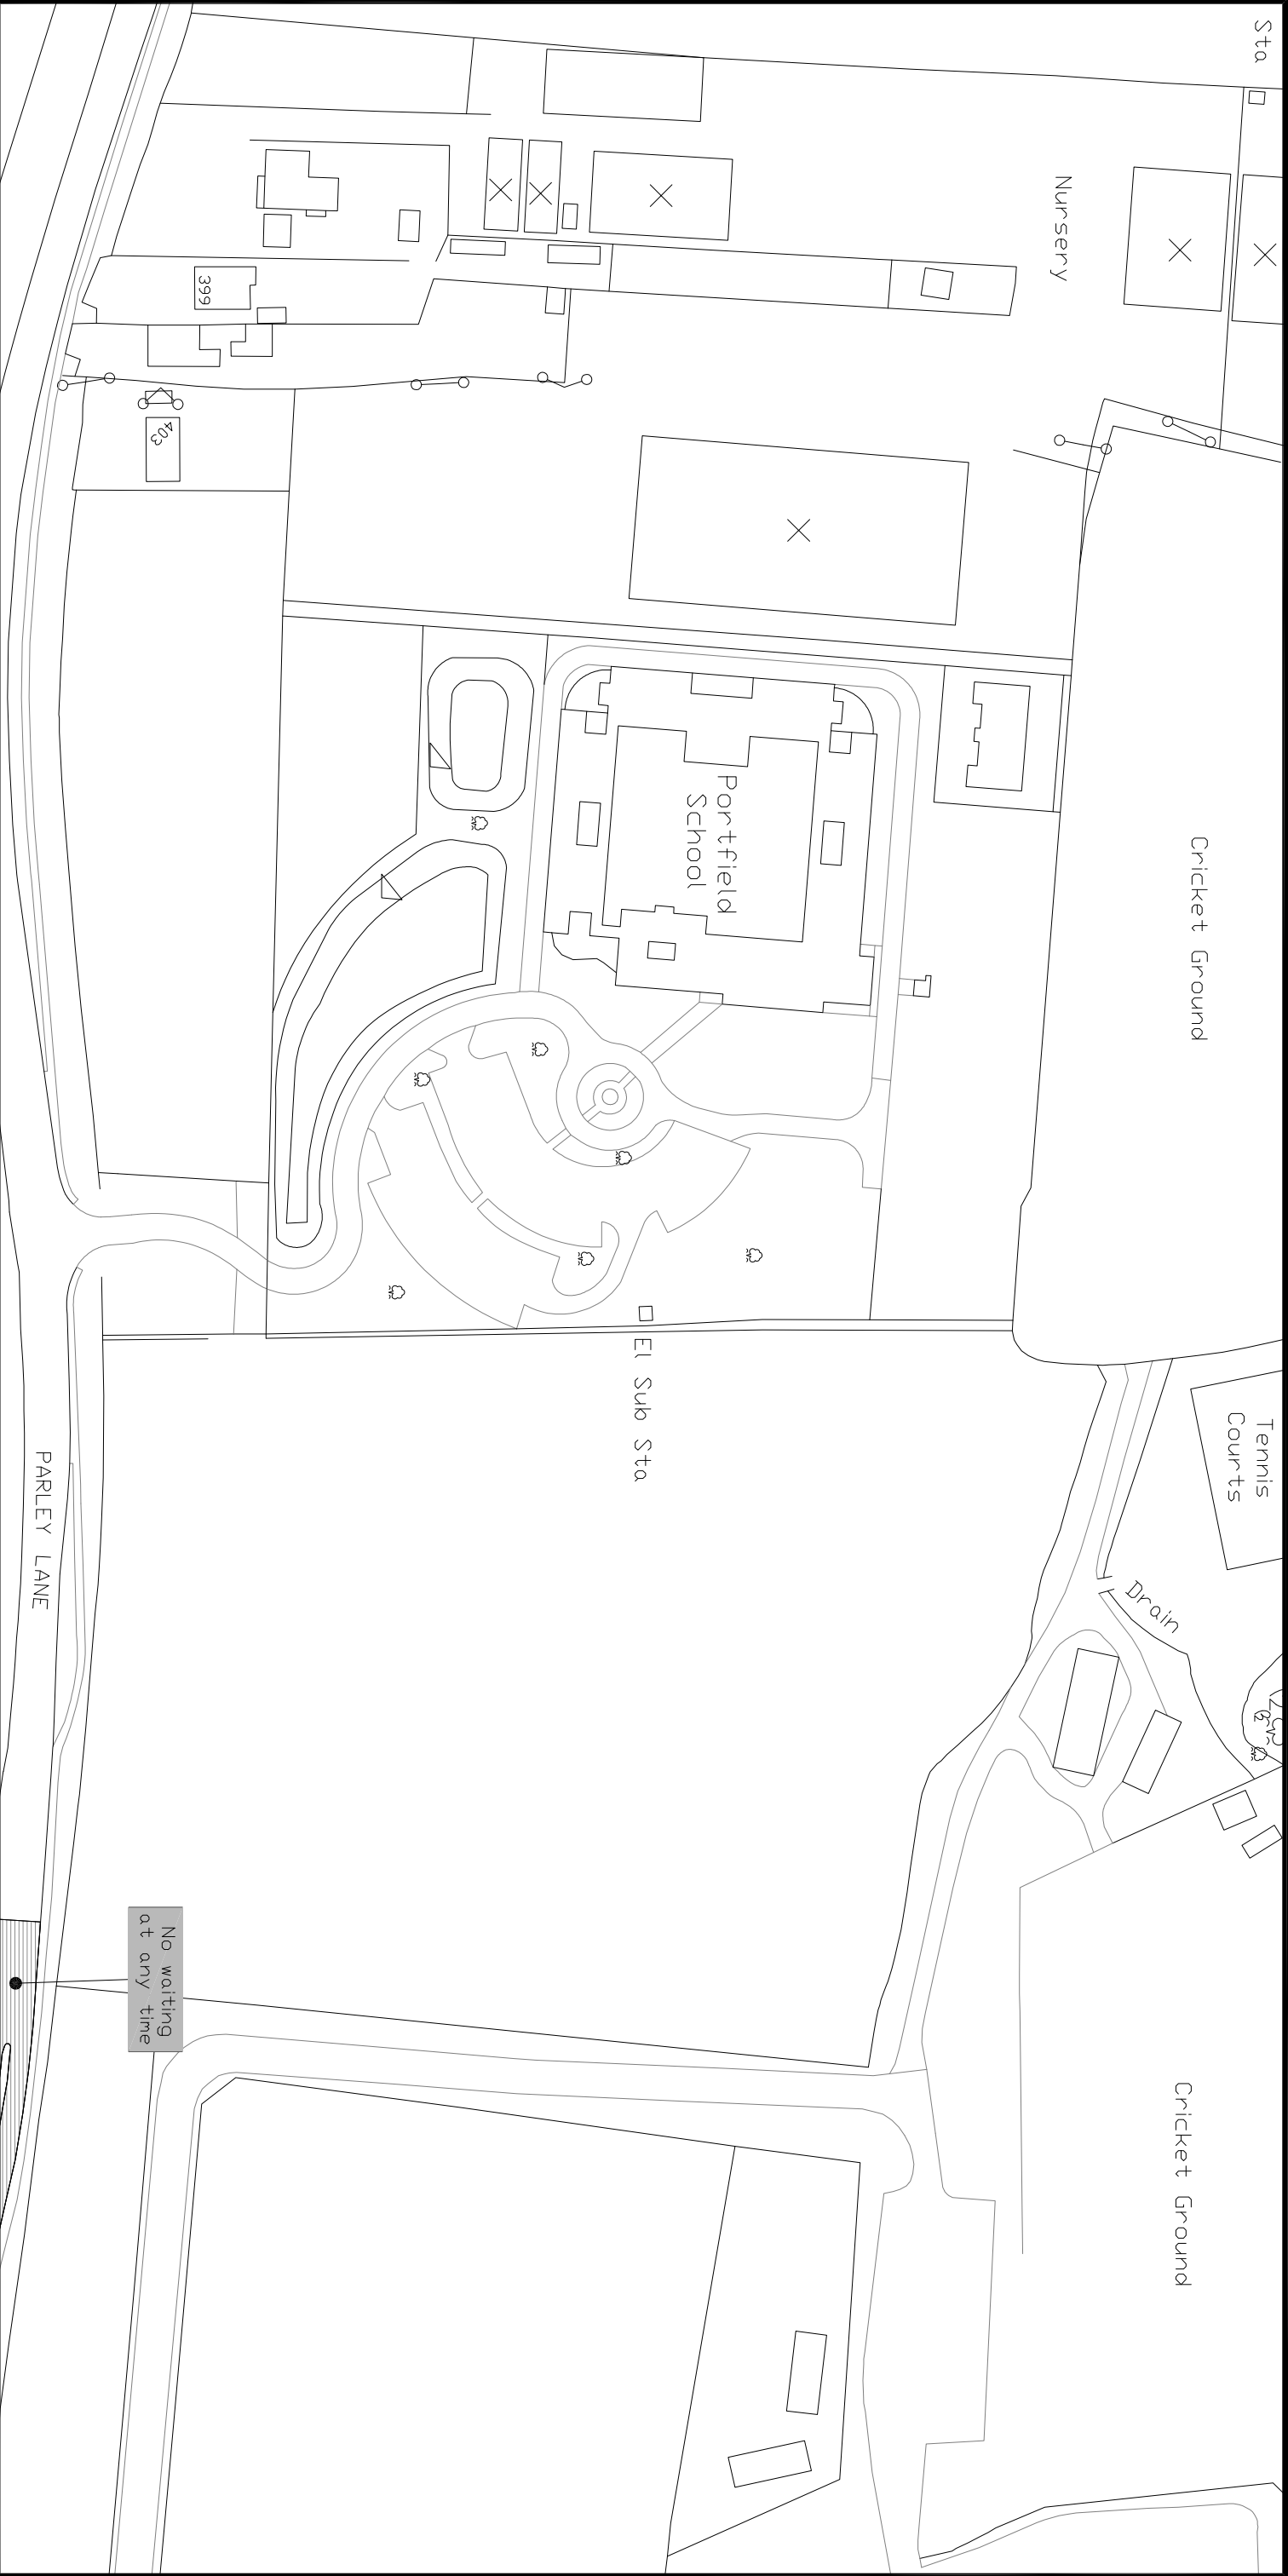 Sta
Nursery
399
403
Portfield
School
Cricket Ground
El Sub Sta
Tennis
Courts
Drain
PARLEY LANE
No waiting
at any time
Cricket Ground